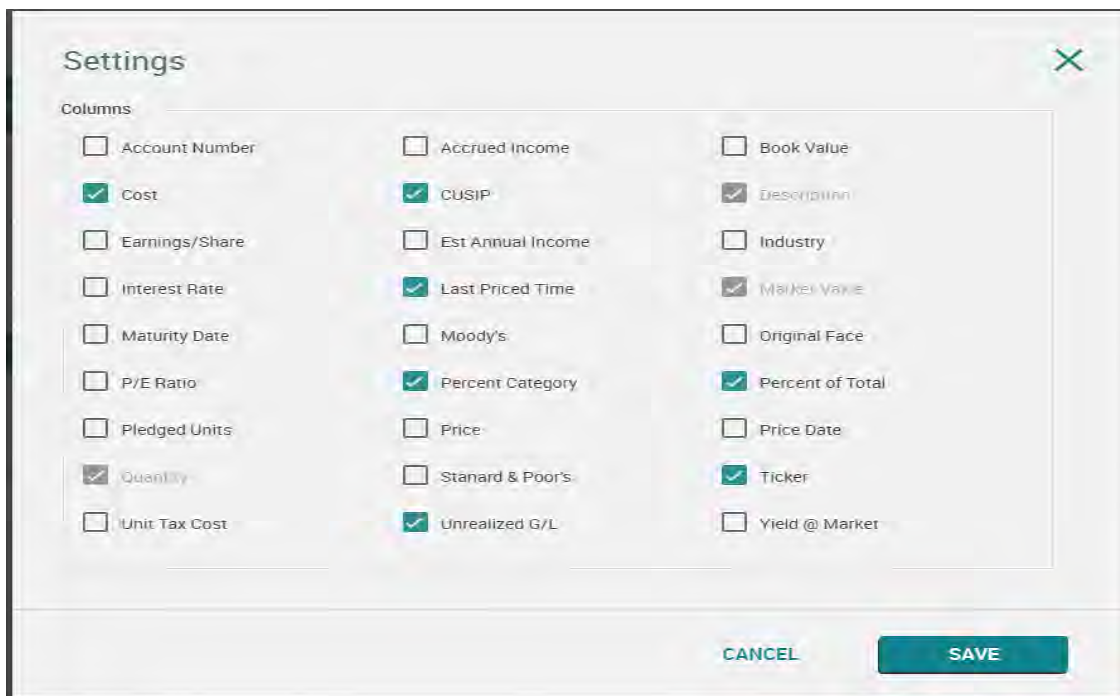 Settings
Columns
Account Number Accrued Income Book Value
Cost CUSIP Description
Earnings/Share Est Annual Income Industry
Interest Rate Last Priced Time Market Value
Maturity Date Moody's Original Face
P/E Ratio Percent Category Percent of Total
Pledged Units Price Price Date
Quantity Stanard & Poor's Ticker
Unit Tax Cost Unrealized G/L Yield @ Market
CANCEL SAVE